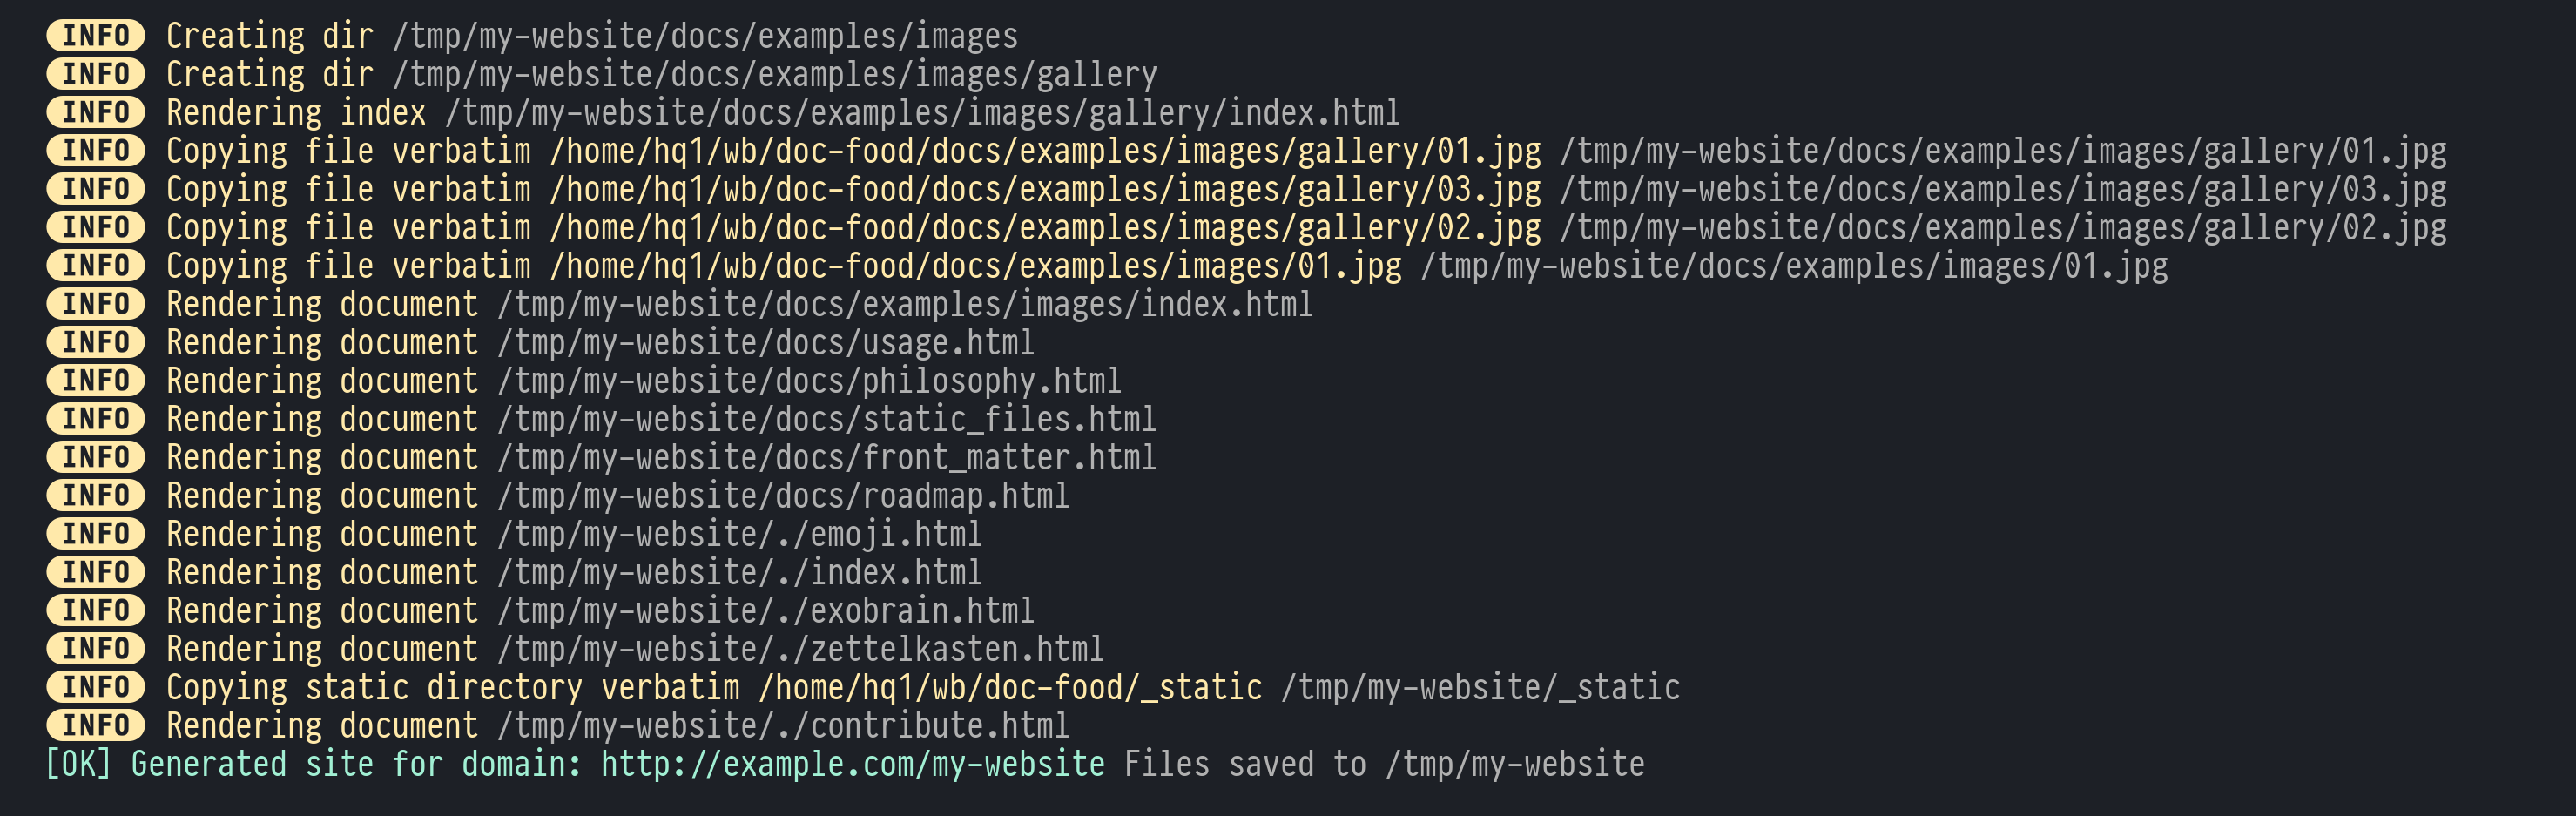 INFO Creating dir /tmp/my-website/docs/examples/images
INFO Creating dir /tmp/my-website/docs/examples/images/gallery
INFO Rendering index /tmp/my-website/docs/examples/images/gallery/index.html
INFO Copying file verbatim /home/hq1/wb/doc-food/docs/examples/images/gallery/01.jpg /tmp/my-website/docs/examples/images/gallery/01.jpg
INFO Copying file verbatim /home/hq1/wb/doc-food/docs/examples/images/gallery/03.jpg /tmp/my-website/docs/examples/images/gallery/03.jpg
INFO Copying file verbatim /home/hq1/wb/doc-food/docs/examples/images/gallery/02.jpg /tmp/my-website/docs/examples/images/gallery/02.jpg
INFO Copying file verbatim /home/hq1/wb/doc-food/docs/examples/images/01.jpg /tmp/my-website/docs/examples/images/01.jpg
INFO Rendering document /tmp/my-website/docs/examples/images/index.html
INFO Rendering document /tmp/my-website/docs/usage.html
INFO Rendering document /tmp/my-website/docs/philosophy.html
INFO Rendering document /tmp/my-website/docs/static_files.html
INFO Rendering document /tmp/my-website/docs/front_matter.html
INFO Rendering document /tmp/my-website/docs/roadmap.html
INFO Rendering document /tmp/my-website/./emoji.html
INFO Rendering document /tmp/my-website/./index.html
INFO Rendering document /tmp/my-website/./exobrain.html
INFO Rendering document /tmp/my-website/./zettelkasten.html
INFO Copying static directory verbatim /home/hq1/wb/doc-food/_static /tmp/my-website/_static
INFO Rendering document /tmp/my-website/./contribute.html
[OK] Generated site for domain: http://example.com/my-website Files saved to /tmp/my-website